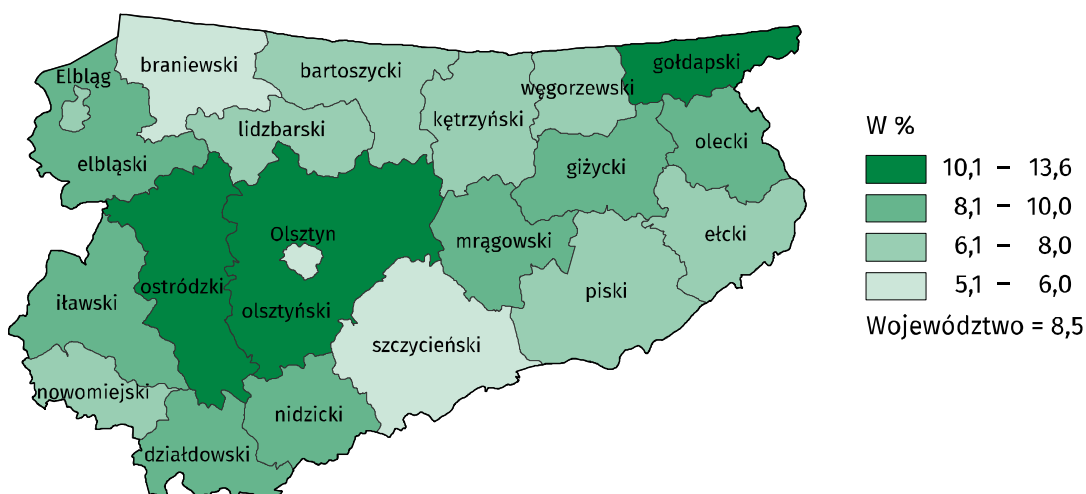 braniewski
bartoszycki
gołdapski
Elbląg
węgorzewski
kętrzyński
lidzbarski
olecki
elbląski
giżycki
Olsztyn
mrągowski
ełcki
ostródzki
piski
iławski
olsztyński
szczycieński
nowomiejski
nidzicki
działdowski
W %
10,1 – 13,6
8,1 – 10,0
6,1 – 8,0
5,1 – 6,0
Województwo = 8,5